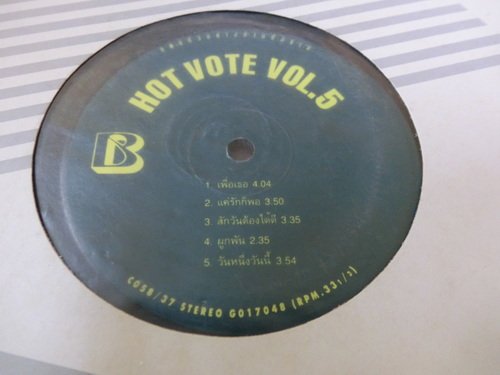 HOT VOTE VOL.5
B
1. เพื่อเธอ 4.04
2. แค่รักก็พอ 3.50
3. สักวันต้องได้ดี 3.35
4. ผูกพัน 2.35
5. วันหนึ่งวันนี้ 3.54
C058/37 STEREO G01704B (RPM.33 1/3)